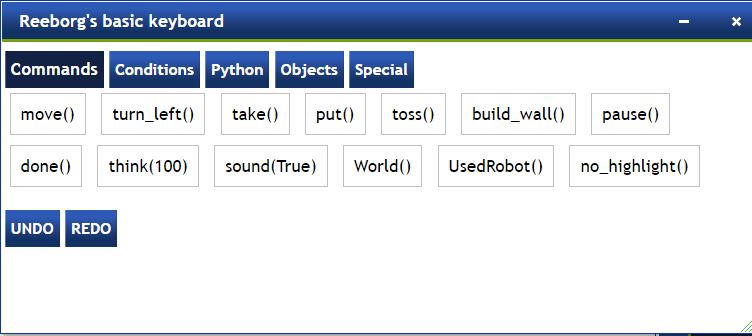 Reeborg's basic keyboard
Commands Conditions Python Objects Special
move() turn_left() take() put() toss() build_wall() pause()
done() think(100) sound(True) World() UsedRobot() no_highlight()
UNDO REDO